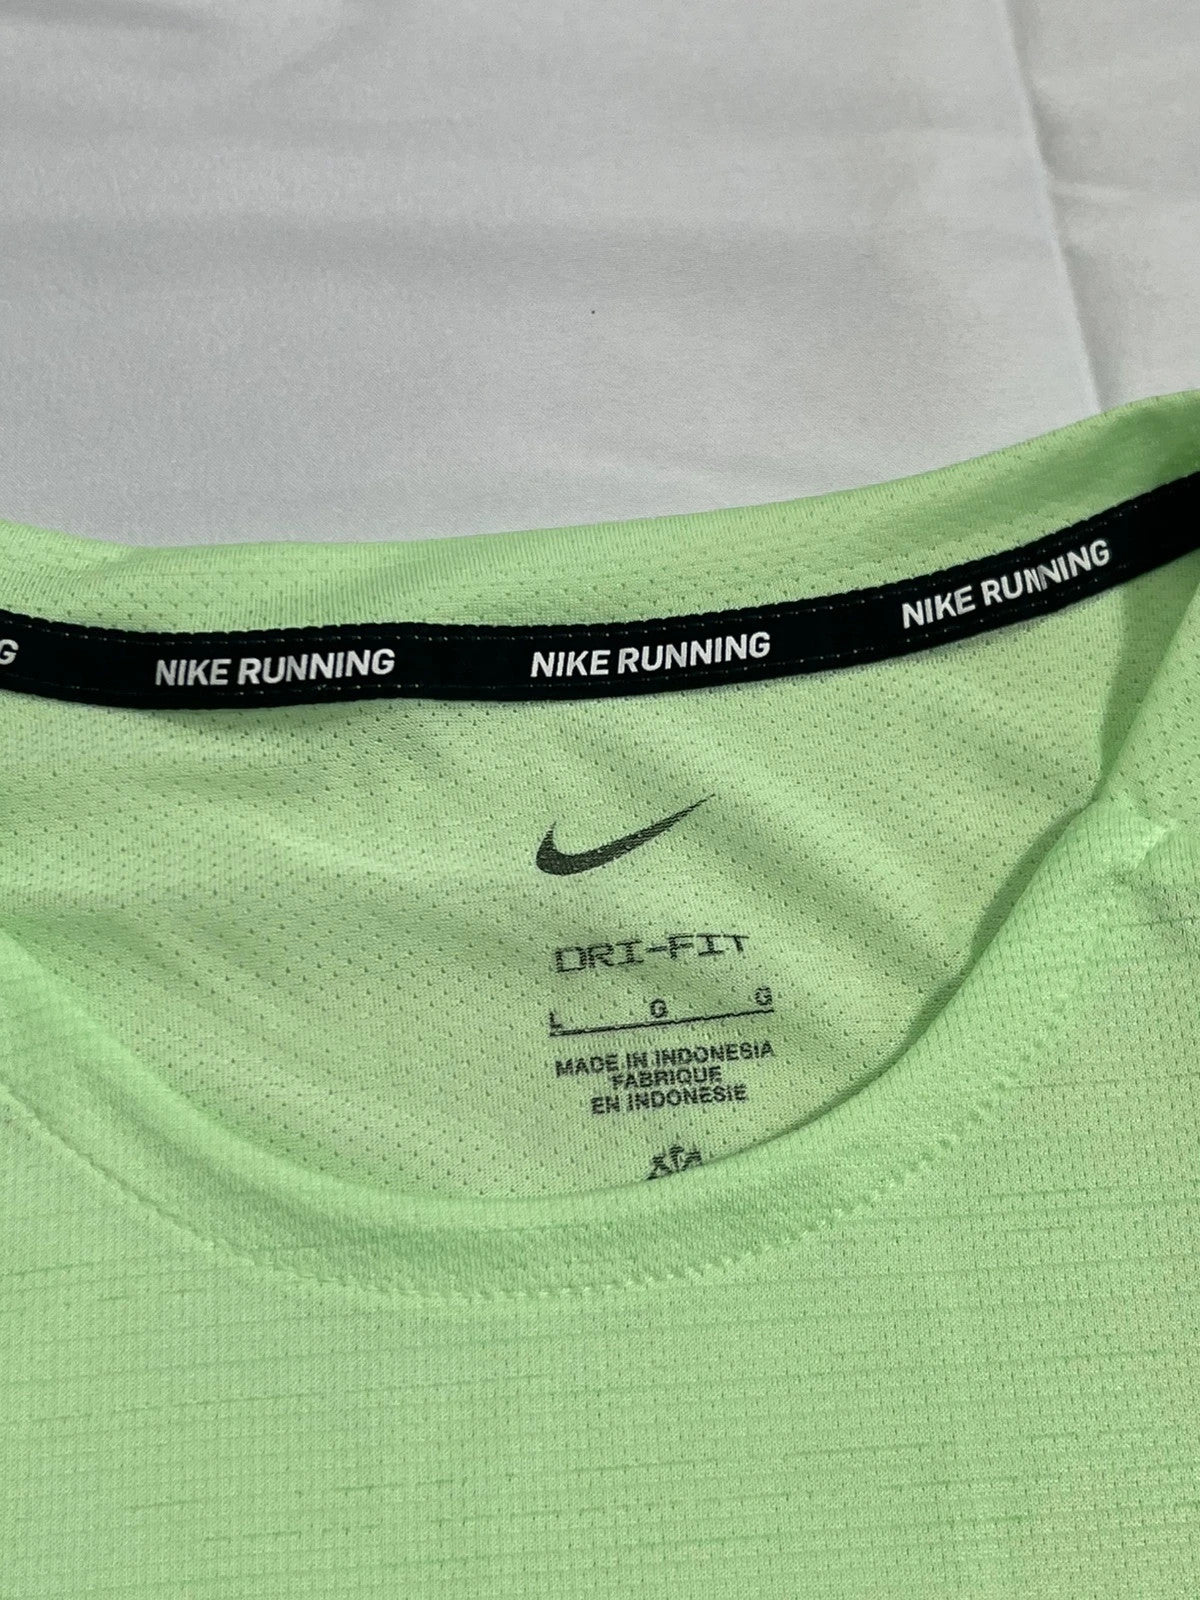 G
NIKE RUNNING
NIKE RUNNING
NIKE RUNNING
DRI-FIT
L G G
MADE IN INDONESIA
FABRIQUE
EN INDONESIE